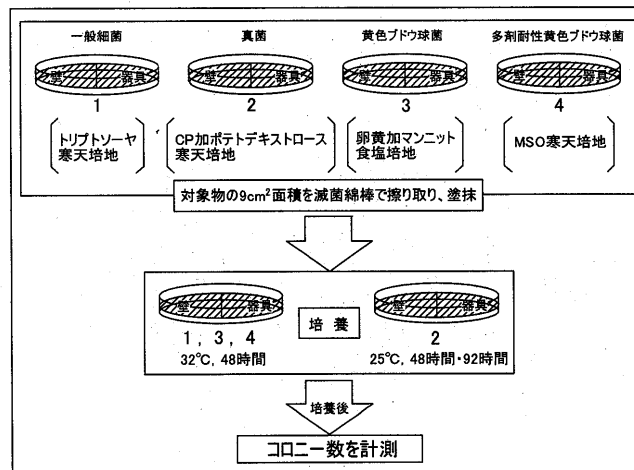 一般細菌
真菌
黄色ブドウ球菌
多剤耐性黄色ブドウ球菌
壁 器具
壁 器具
壁 器具
壁 器具
1
2
3
4
トリプトソーヤ
寒天培地
CP加ポテトデキストロース
寒天培地
卵黄加マンニット
食塩培地
MSO寒天培地
対象物の9cm²面積を滅菌綿棒で擦り取り、塗抹
壁 器具
壁 器具
1 , 3 , 4
培 養
2
32℃, 48時間
25℃, 48時間・92時間
培養後
コロニー数を計測